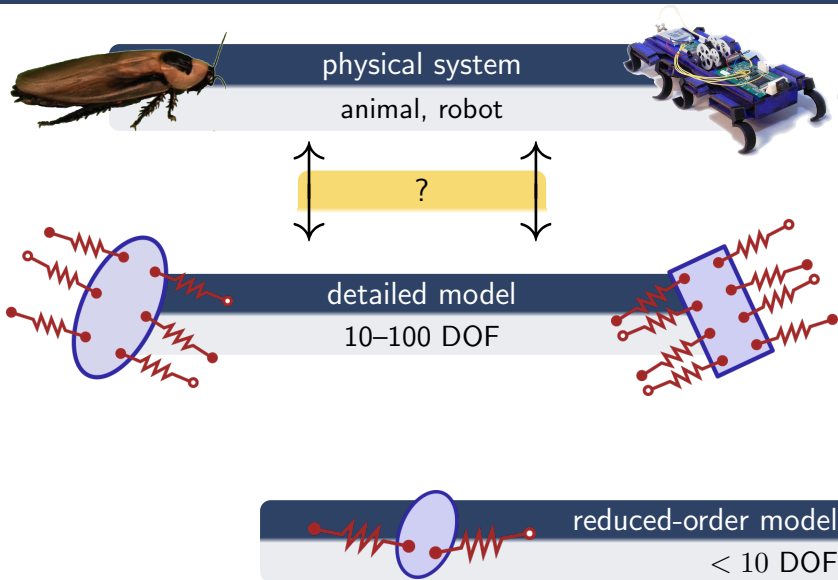 physical system
animal, robot
?
detailed model
10–100 DOF
reduced-order model
< 10 DOF